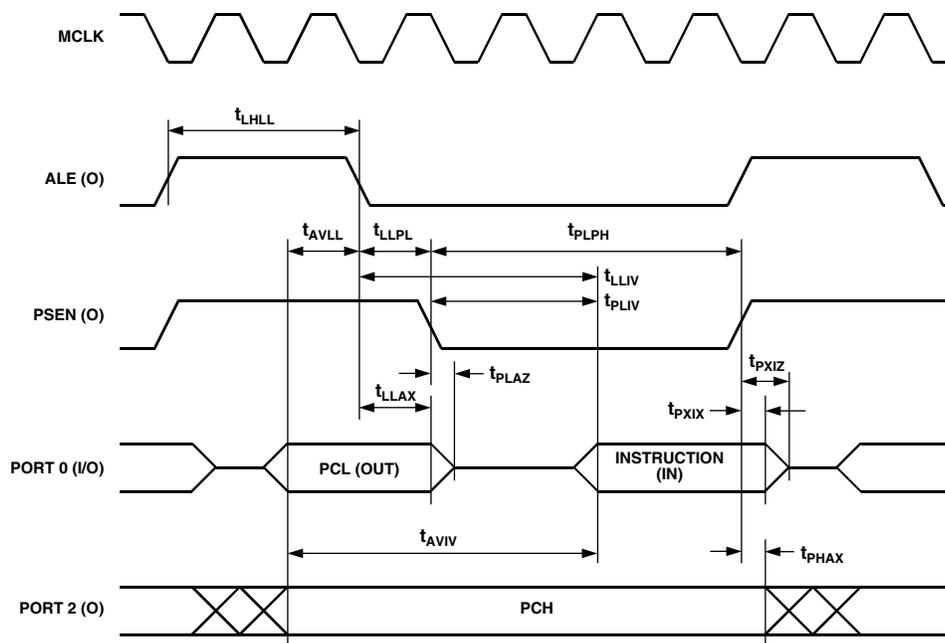 MCLK
tLHLL
ALE (O)
tAVLL tLLPL tPLPH
tLLIV
tPLIV
PSEN (O)
tPXIZ
tPLAZ
tLLAX
tPXIX
PORT 0 (I/O)
PCL (OUT)
INSTRUCTION
(IN)
tAVIV
tPHAX
PORT 2 (O)
PCH